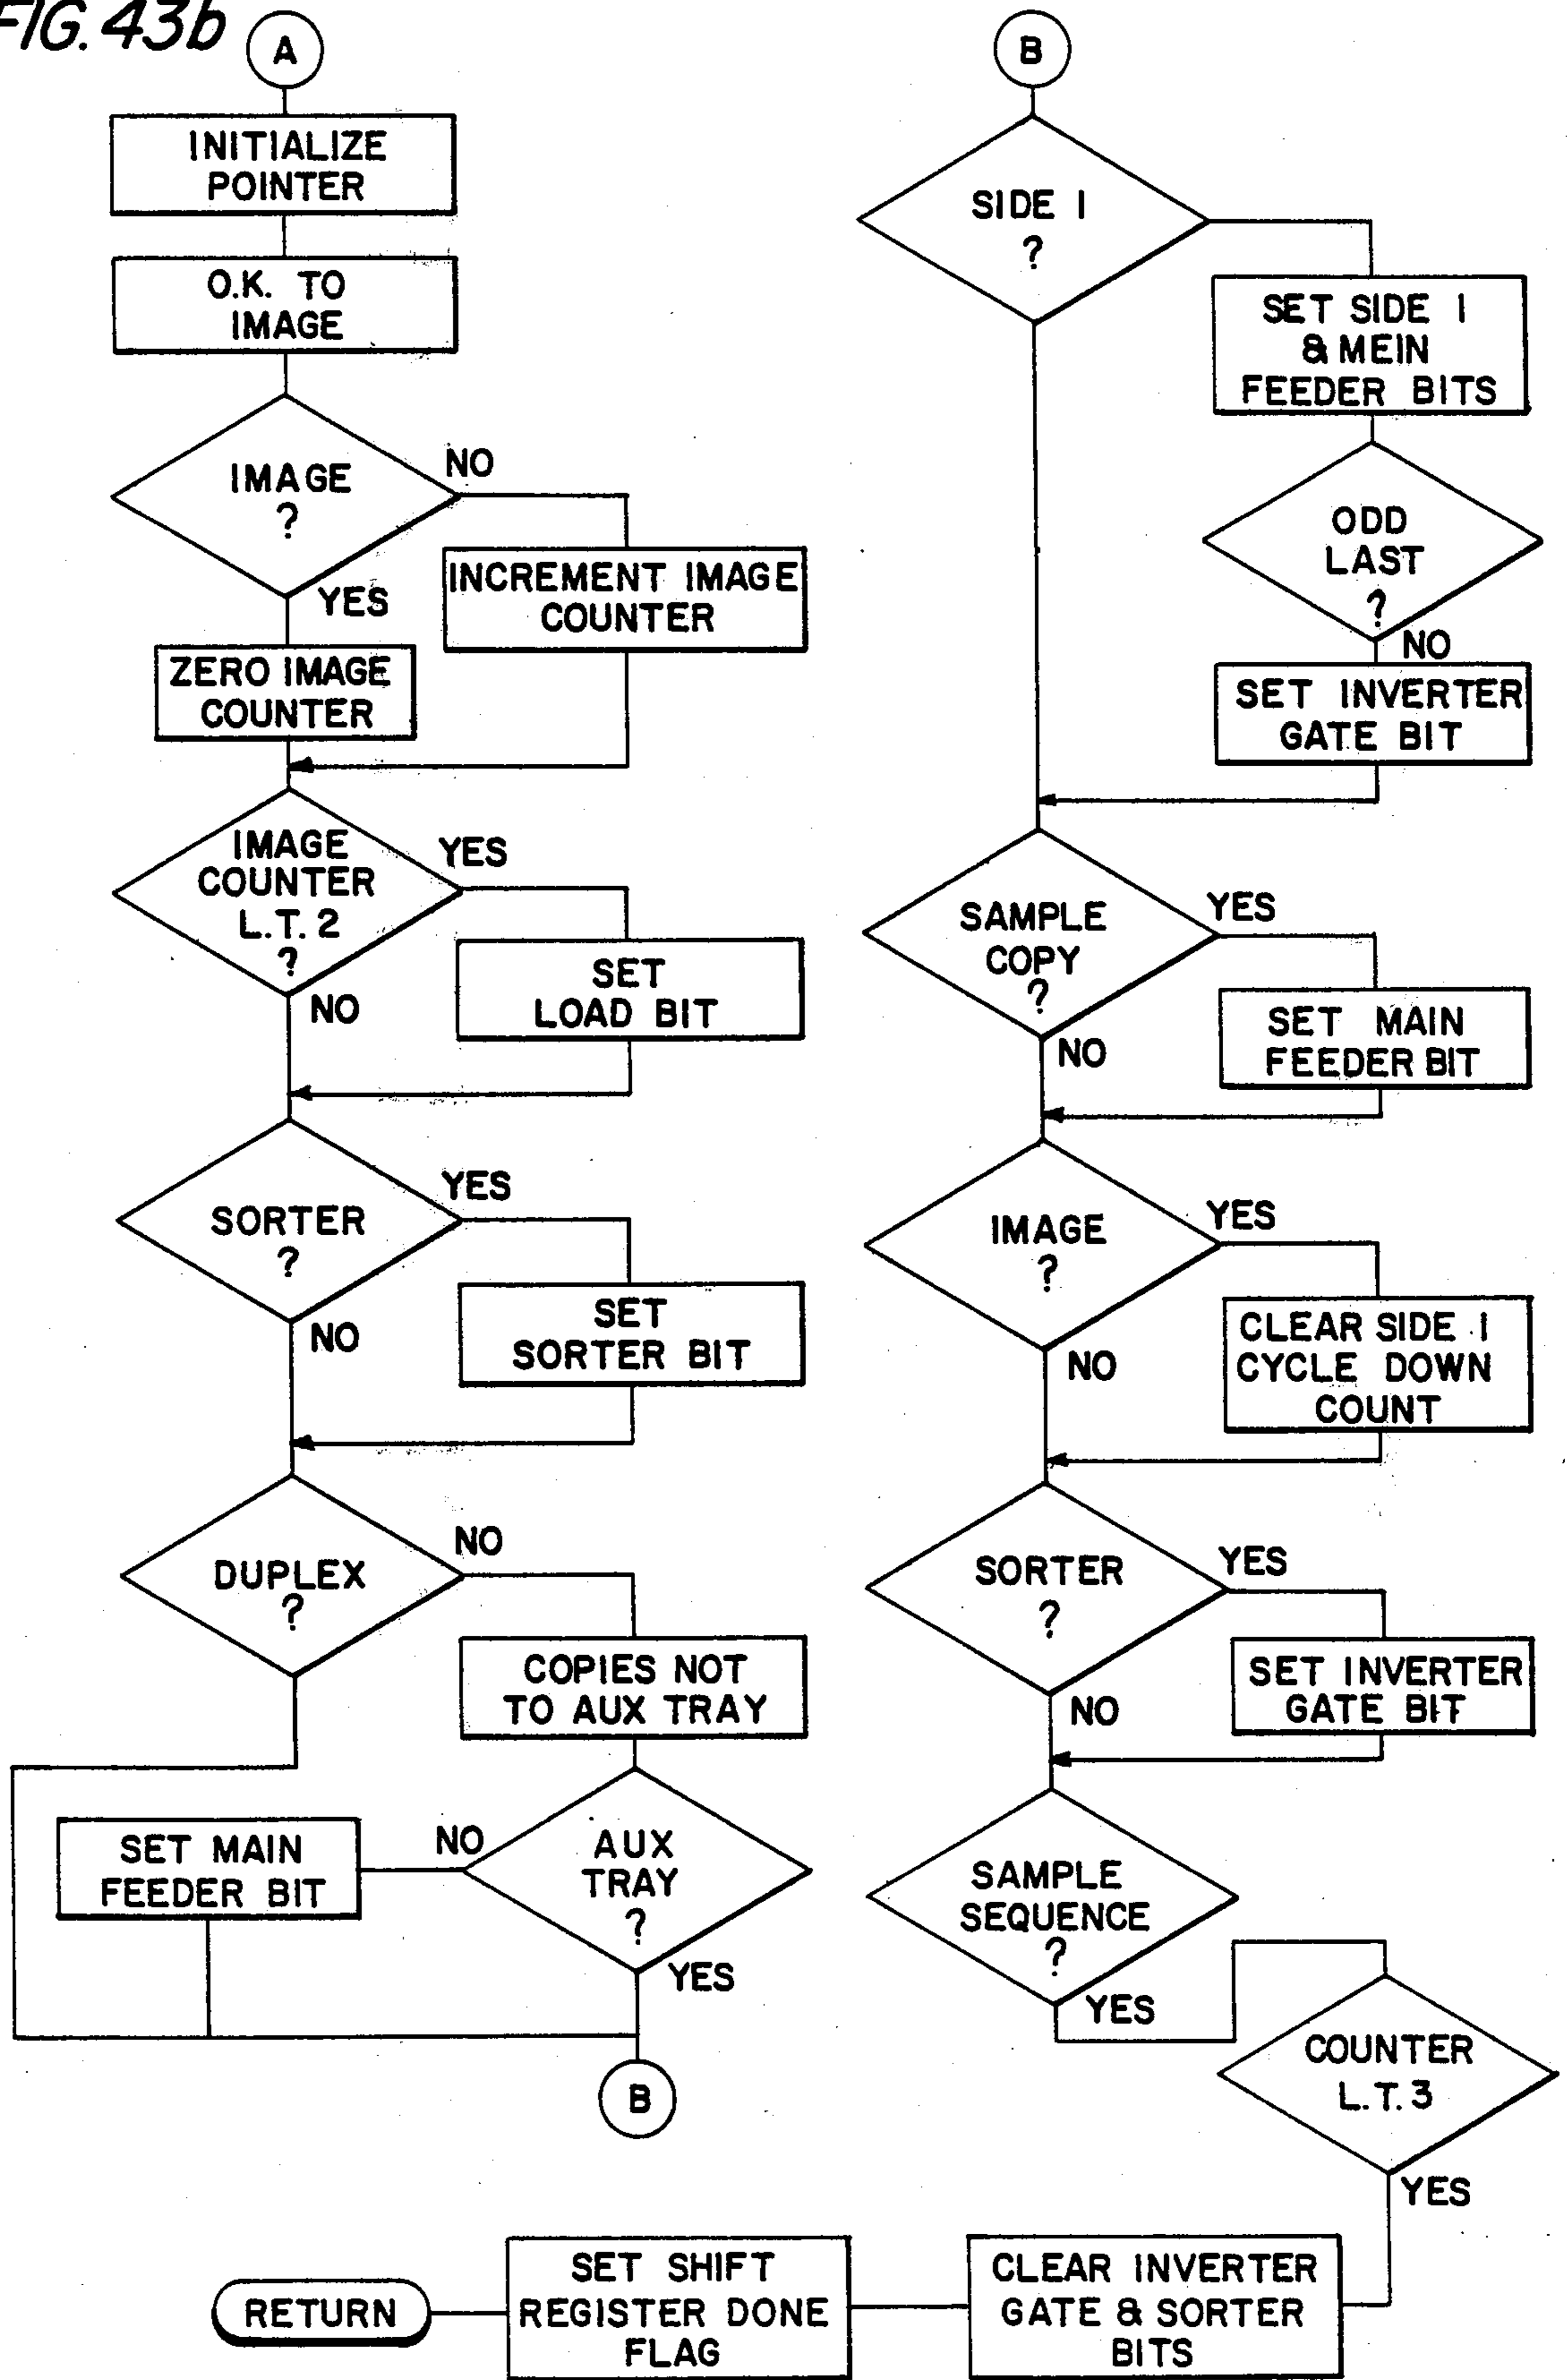 FIG. 43b
A
INITIALIZE
POINTER
O.K. TO
IMAGE
IMAGE
?
NO
YES
INCREMENT IMAGE
COUNTER
ZERO IMAGE
COUNTER
IMAGE
COUNTER
L.T. 2
?
YES
NO
SET
LOAD BIT
SORTER
?
YES
NO
SET
SORTER BIT
DUPLEX
?
NO
COPIES NOT
TO AUX TRAY
AUX
TRAY
?
NO
YES
SET MAIN
FEEDER BIT
B
B
SIDE 1
?
SET SIDE 1
& MEIN
FEEDER BITS
ODD
LAST
?
NO
SET INVERTER
GATE BIT
SAMPLE
COPY
?
YES
NO
SET MAIN
FEEDER BIT
IMAGE
?
YES
NO
CLEAR SIDE 1
CYCLE DOWN
COUNT
SORTER
?
YES
NO
SET INVERTER
GATE BIT
SAMPLE
SEQUENCE
?
YES
COUNTER
L.T. 3
YES
CLEAR INVERTER
GATE & SORTER
BITS
SET SHIFT
REGISTER DONE
FLAG
RETURN